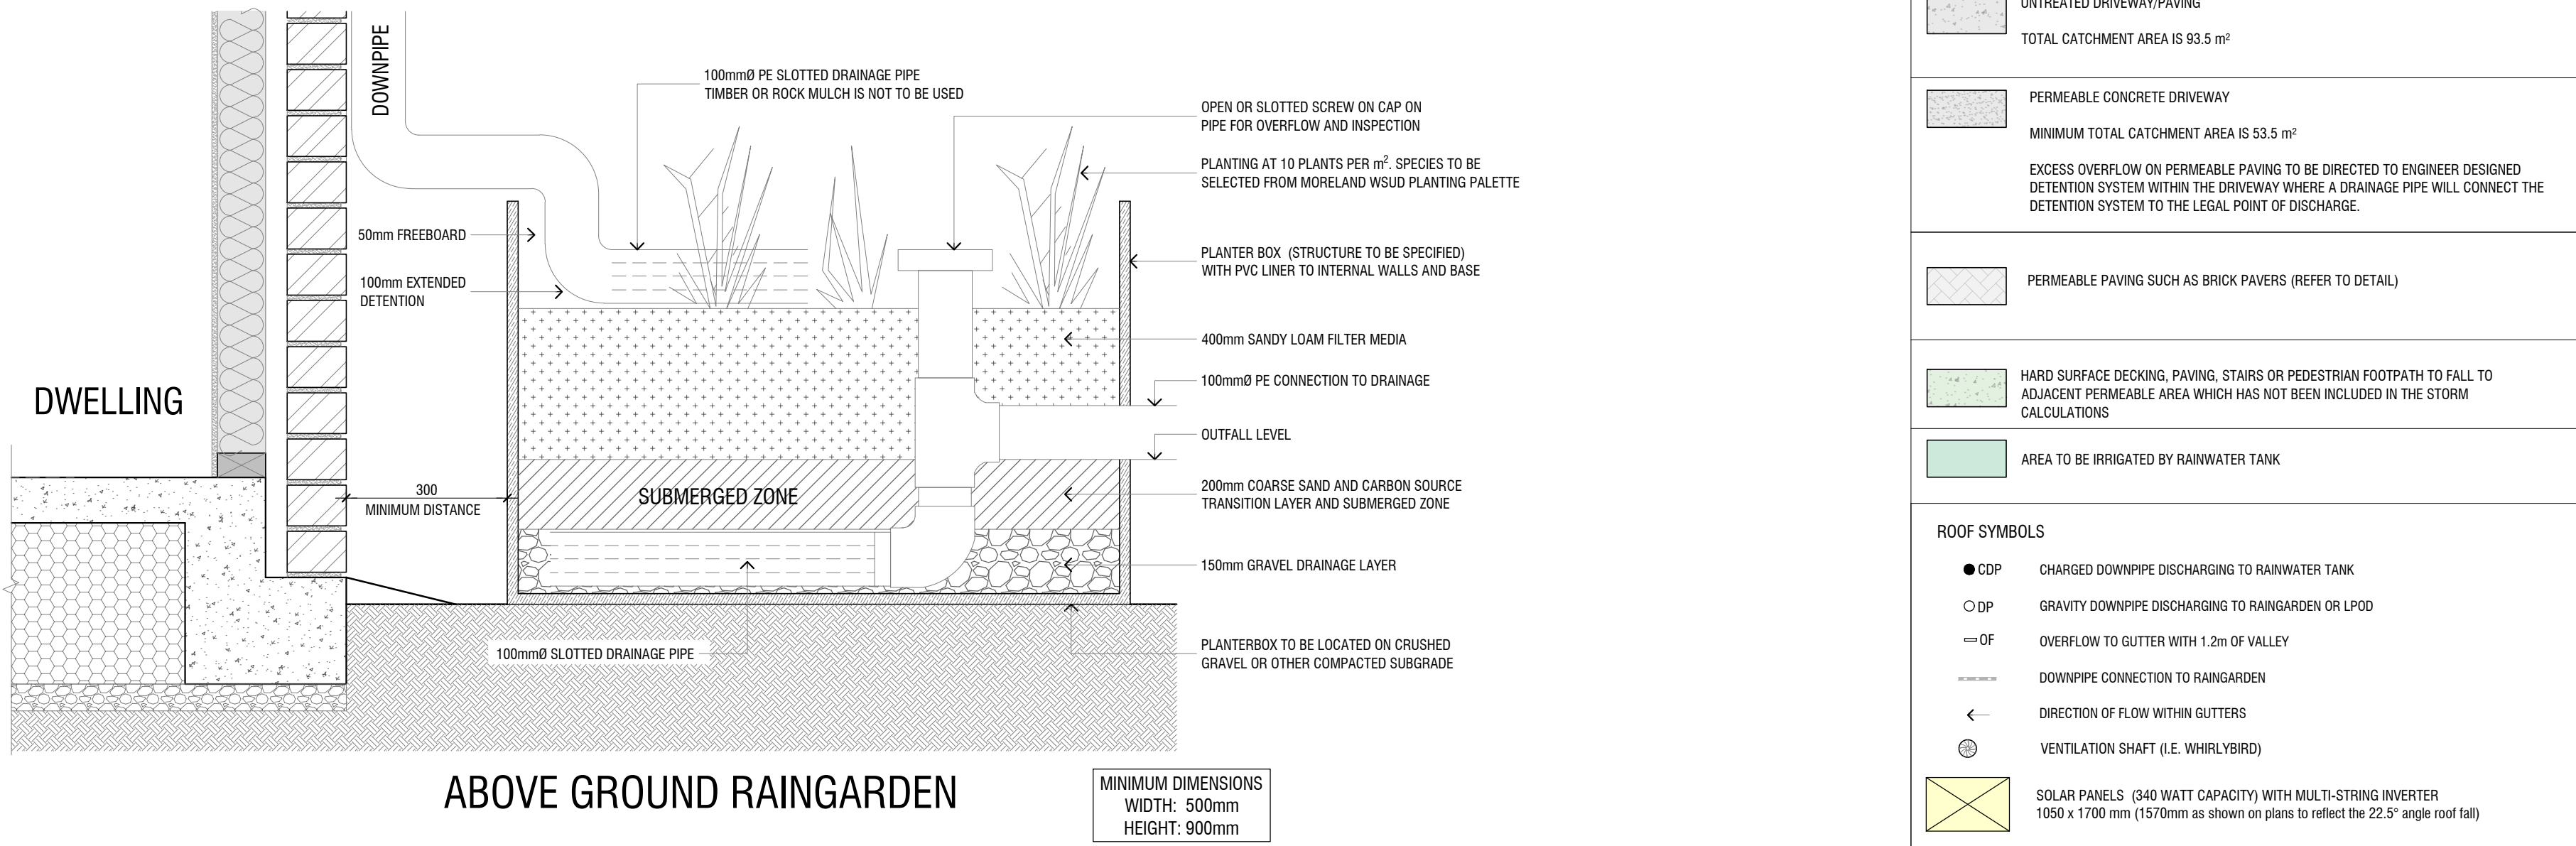 DOWNPIPE
100mmØ PE SLOTTED DRAINAGE PIPE
TIMBER OR ROCK MULCH IS NOT TO BE USED
OPEN OR SLOTTED SCREW ON CAP ON
PIPE FOR OVERFLOW AND INSPECTION
PLANTING AT 10 PLANTS PER m². SPECIES TO BE
SELECTED FROM MORELAND WSUD PLANTING PALETTE
50mm FREEBOARD
100mm EXTENDED
DETENTION
PLANTER BOX (STRUCTURE TO BE SPECIFIED)
WITH PVC LINER TO INTERNAL WALLS AND BASE
400mm SANDY LOAM FILTER MEDIA
100mmØ PE CONNECTION TO DRAINAGE
DWELLING
OUTFALL LEVEL
300
MINIMUM DISTANCE
SUBMERGED ZONE
200mm COARSE SAND AND CARBON SOURCE
TRANSITION LAYER AND SUBMERGED ZONE
150mm GRAVEL DRAINAGE LAYER
100mmØ SLOTTED DRAINAGE PIPE
PLANTERBOX TO BE LOCATED ON CRUSHED
GRAVEL OR OTHER COMPACTED SUBGRADE
ABOVE GROUND RAINGARDEN
MINIMUM DIMENSIONS
WIDTH: 500mm
HEIGHT: 900mm
UNTREATED DRIVEWAY/PAVING
TOTAL CATCHMENT AREA IS 93.5 m²
PERMEABLE CONCRETE DRIVEWAY
MINIMUM TOTAL CATCHMENT AREA IS 53.5 m²
EXCESS OVERFLOW ON PERMEABLE PAVING TO BE DIRECTED TO ENGINEER DESIGNED
DETENTION SYSTEM WITHIN THE DRIVEWAY WHERE A DRAINAGE PIPE WILL CONNECT THE
DETENTION SYSTEM TO THE LEGAL POINT OF DISCHARGE.
PERMEABLE PAVING SUCH AS BRICK PAVERS (REFER TO DETAIL)
HARD SURFACE DECKING, PAVING, STAIRS OR PEDESTRIAN FOOTPATH TO FALL TO
ADJACENT PERMEABLE AREA WHICH HAS NOT BEEN INCLUDED IN THE STORM
CALCULATIONS
AREA TO BE IRRIGATED BY RAINWATER TANK
ROOF SYMBOLS
CDP CHARGED DOWNPIPE DISCHARGING TO RAINWATER TANK
DP GRAVITY DOWNPIPE DISCHARGING TO RAINGARDEN OR LPOD
OF OVERFLOW TO GUTTER WITH 1.2m OF VALLEY
DOWNPIPE CONNECTION TO RAINGARDEN
DIRECTION OF FLOW WITHIN GUTTERS
VENTILATION SHAFT (I.E. WHIRLYBIRD)
SOLAR PANELS (340 WATT CAPACITY) WITH MULTI-STRING INVERTER
1050 x 1700 mm (1570mm as shown on plans to reflect the 22.5° angle roof fall)